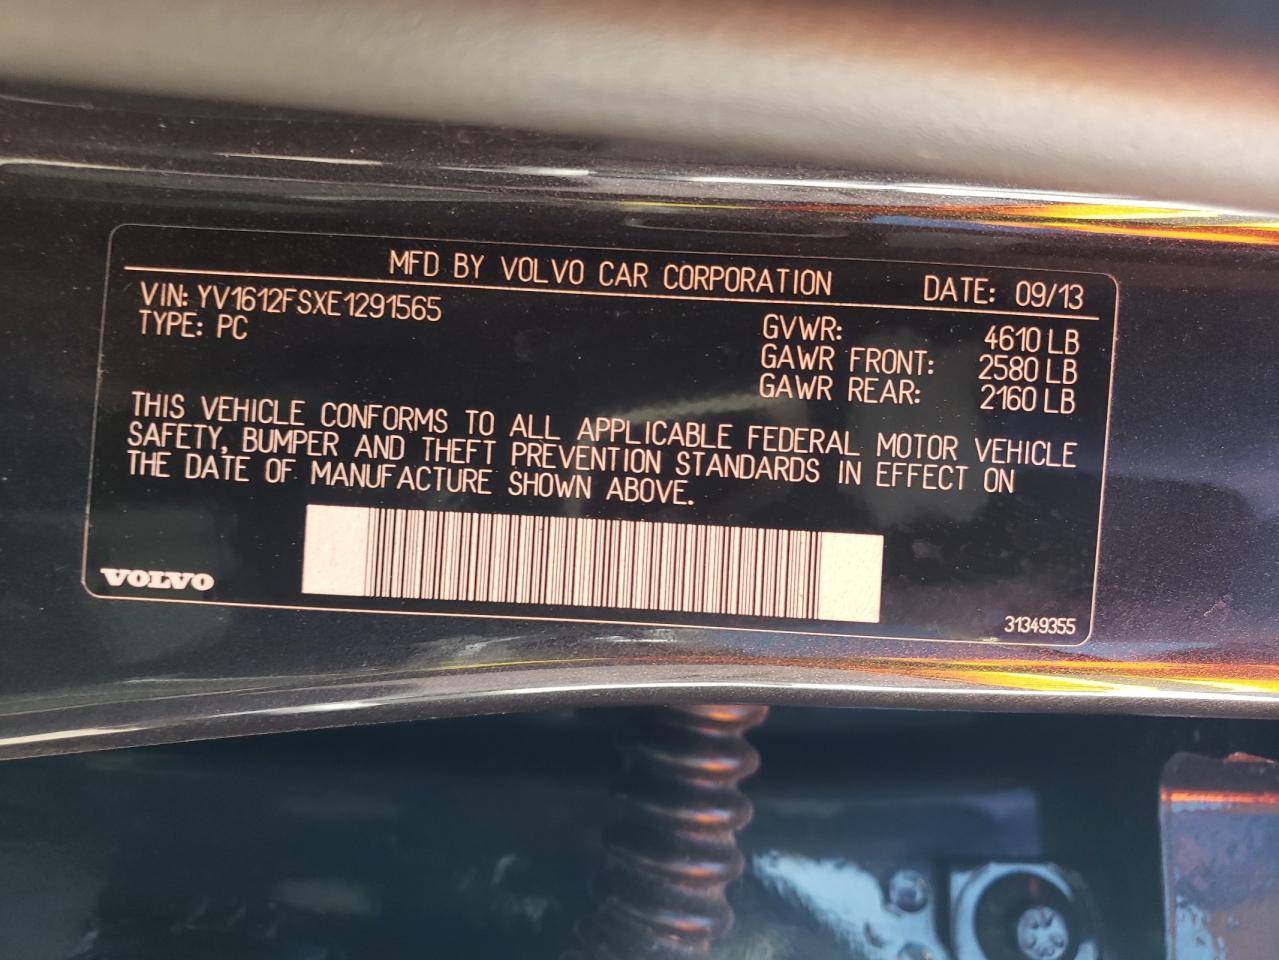 MFD BY VOLVO CAR CORPORATION DATE: 09/13
VIN: YV1612FSXE1291565
TYPE: PC
GVWR: 4610 LB
GAWR FRONT: 2580 LB
GAWR REAR: 2160 LB
THIS VEHICLE CONFORMS TO ALL APPLICABLE FEDERAL MOTOR VEHICLE
SAFETY, BUMPER AND THEFT PREVENTION STANDARDS IN EFFECT ON
THE DATE OF MANUFACTURE SHOWN ABOVE.
VOLVO
31349355